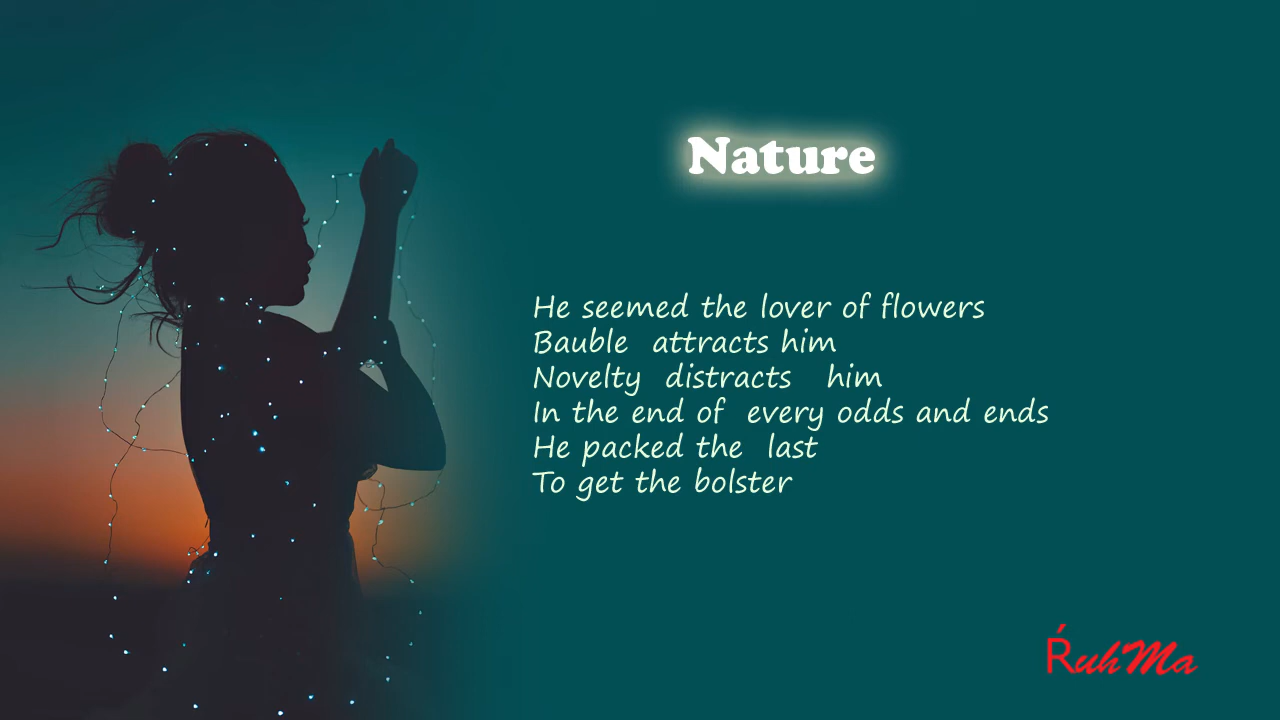 Nature
He seemed the lover of flowers
Bauble attracts him
Novelty distracts him
In the end of every odds and ends
He packed the last
To get the bolster
ŔuhMa